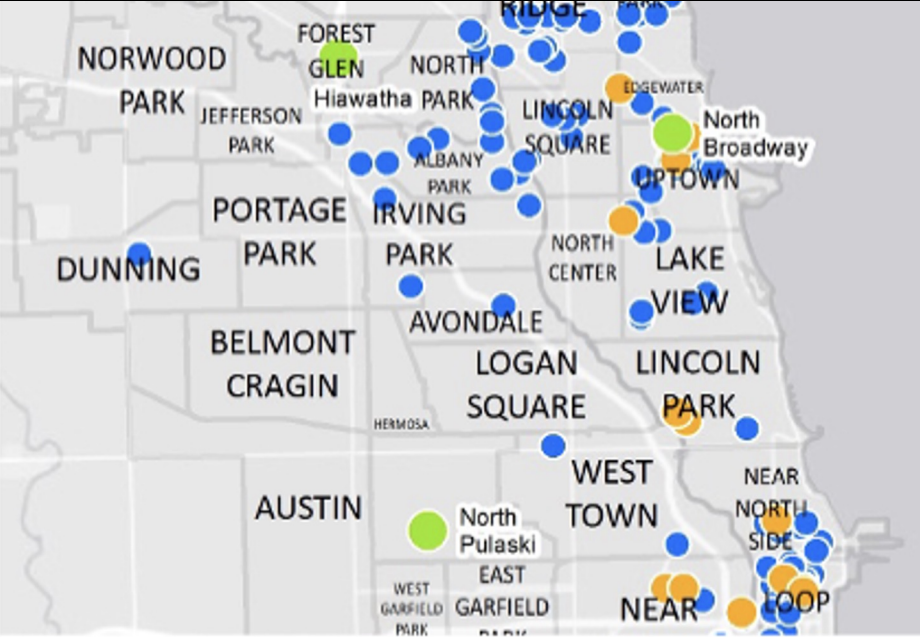 RIDGE
PARK
FOREST
GLEN
Hiawatha
NORWOOD
PARK
NORTH
PARK
EDGEWATER
JEFFERSON
PARK
LINCOLN
SQUARE
North
Broadway
ALBANY
PARK
UPTOWN
PORTAGE
PARK
IRVING
PARK
NORTH
CENTER
LAKE
VIEW
DUNNING
AVONDALE
BELMONT
CRAGIN
LOGAN
SQUARE
LINCOLN
PARK
HERMOSA
WEST
TOWN
NEAR
NORTH
SIDE
AUSTIN
North
Pulaski
WEST
GARFIELD
PARK
EAST
GARFIELD
PARK
NEAR
LOOP